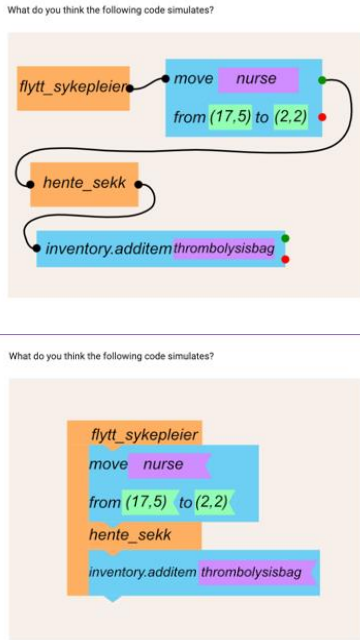 What do you think the following code simulates?
flytt_sykepleier
move nurse
from (17,5) to (2,2)
hente_sekk
inventory.additem thrombolysisbag
What do you think the following code simulates?
flytt_sykepleier
move nurse
from (17,5) to (2,2)
hente_sekk
inventory.additem thrombolysisbag